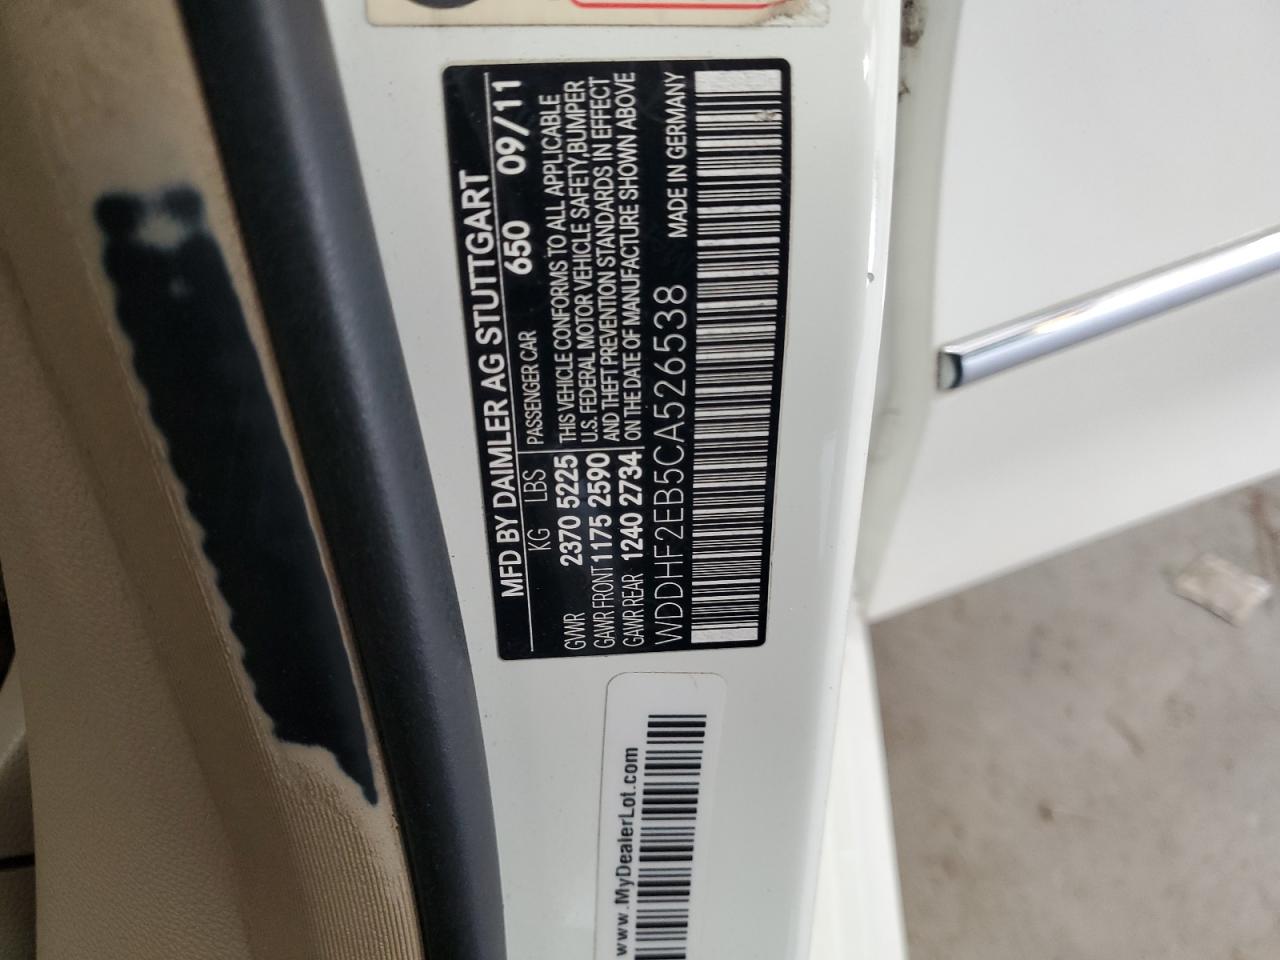 MFD BY DAIMLER AG STUTTGART
KG LBS PASSENGER CAR 650 09/11
GVWR 2370 5225 THIS VEHICLE CONFORMS TO ALL APPLICABLE
GAWR FRONT 1175 2590 U.S. FEDERAL MOTOR VEHICLE SAFETY,BUMPER
AND THEFT PREVENTION STANDARDS IN EFFECT
GAWR REAR 1240 2734 ON THE DATE OF MANUFACTURE SHOWN ABOVE
WDDHF2EB5CA526538 MADE IN GERMANY
www.MyDealerLot.com